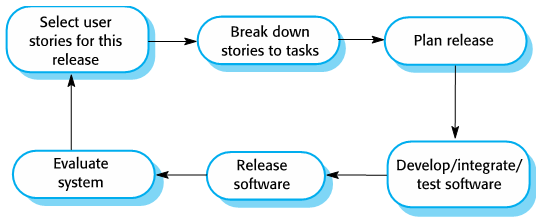 Select user
stories for this
release
Break down
stories to tasks
Plan release
Develop/integrate/
test software
Release
software
Evaluate
system